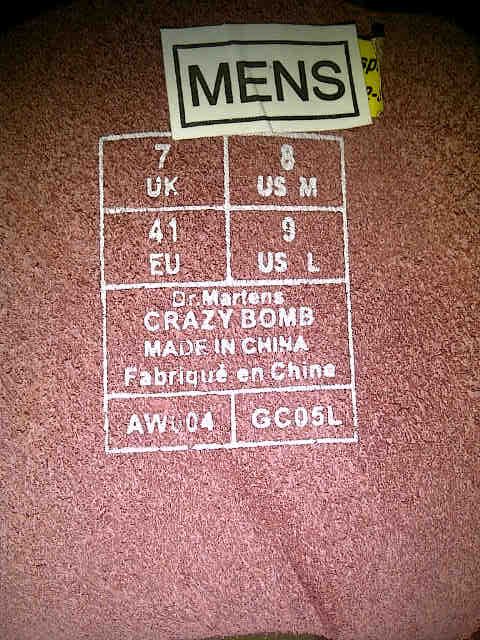 MENS
7
UK
8
US M
41
EU
9
US L
Dr.Martens
CRAZY BOMB
MADE IN CHINA
Fabriqué en Chine
AW004
GC05L